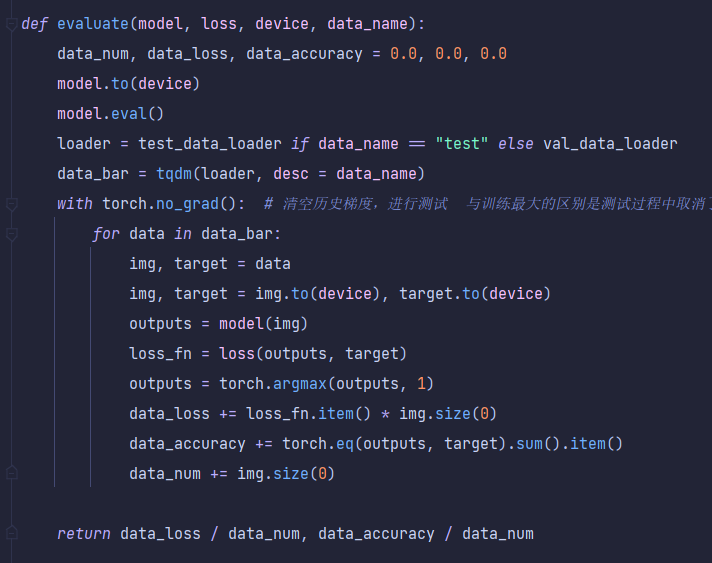 def evaluate(model, loss, device, data_name):
    data_num, data_loss, data_accuracy = 0.0, 0.0, 0.0
    model.to(device)
    model.eval()
    loader = test_data_loader if data_name == "test" else val_data_loader
    data_bar = tqdm(loader, desc = data_name)
    with torch.no_grad():  # 清空历史梯度，进行测试  与训练最大的区别是测试过程中取消了
        for data in data_bar:
            img, target = data
            img, target = img.to(device), target.to(device)
            outputs = model(img)
            loss_fn = loss(outputs, target)
            outputs = torch.argmax(outputs, 1)
            data_loss += loss_fn.item() * img.size(0)
            data_accuracy += torch.eq(outputs, target).sum().item()
            data_num += img.size(0)
    return data_loss / data_num, data_accuracy / data_num